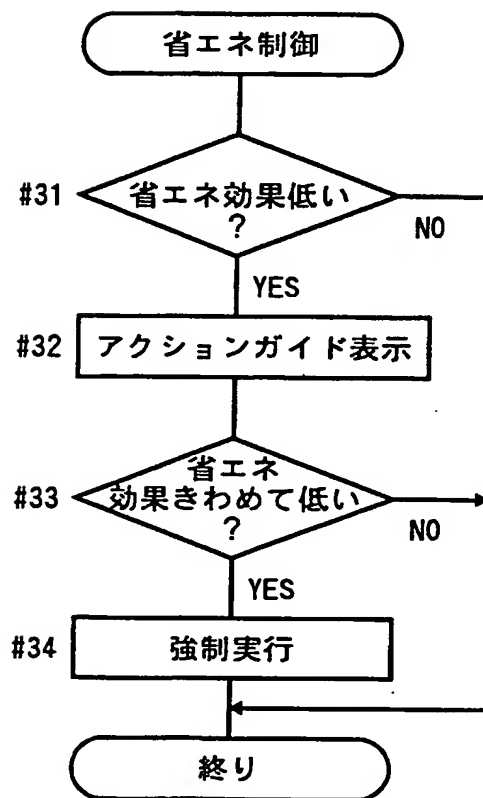 省エネ制御
#31
省エネ効果低い
?
NO
YES
#32
アクションガイド表示
省エネ
#33
効果きわめて低い
?
NO
YES
#34
強制実行
終り